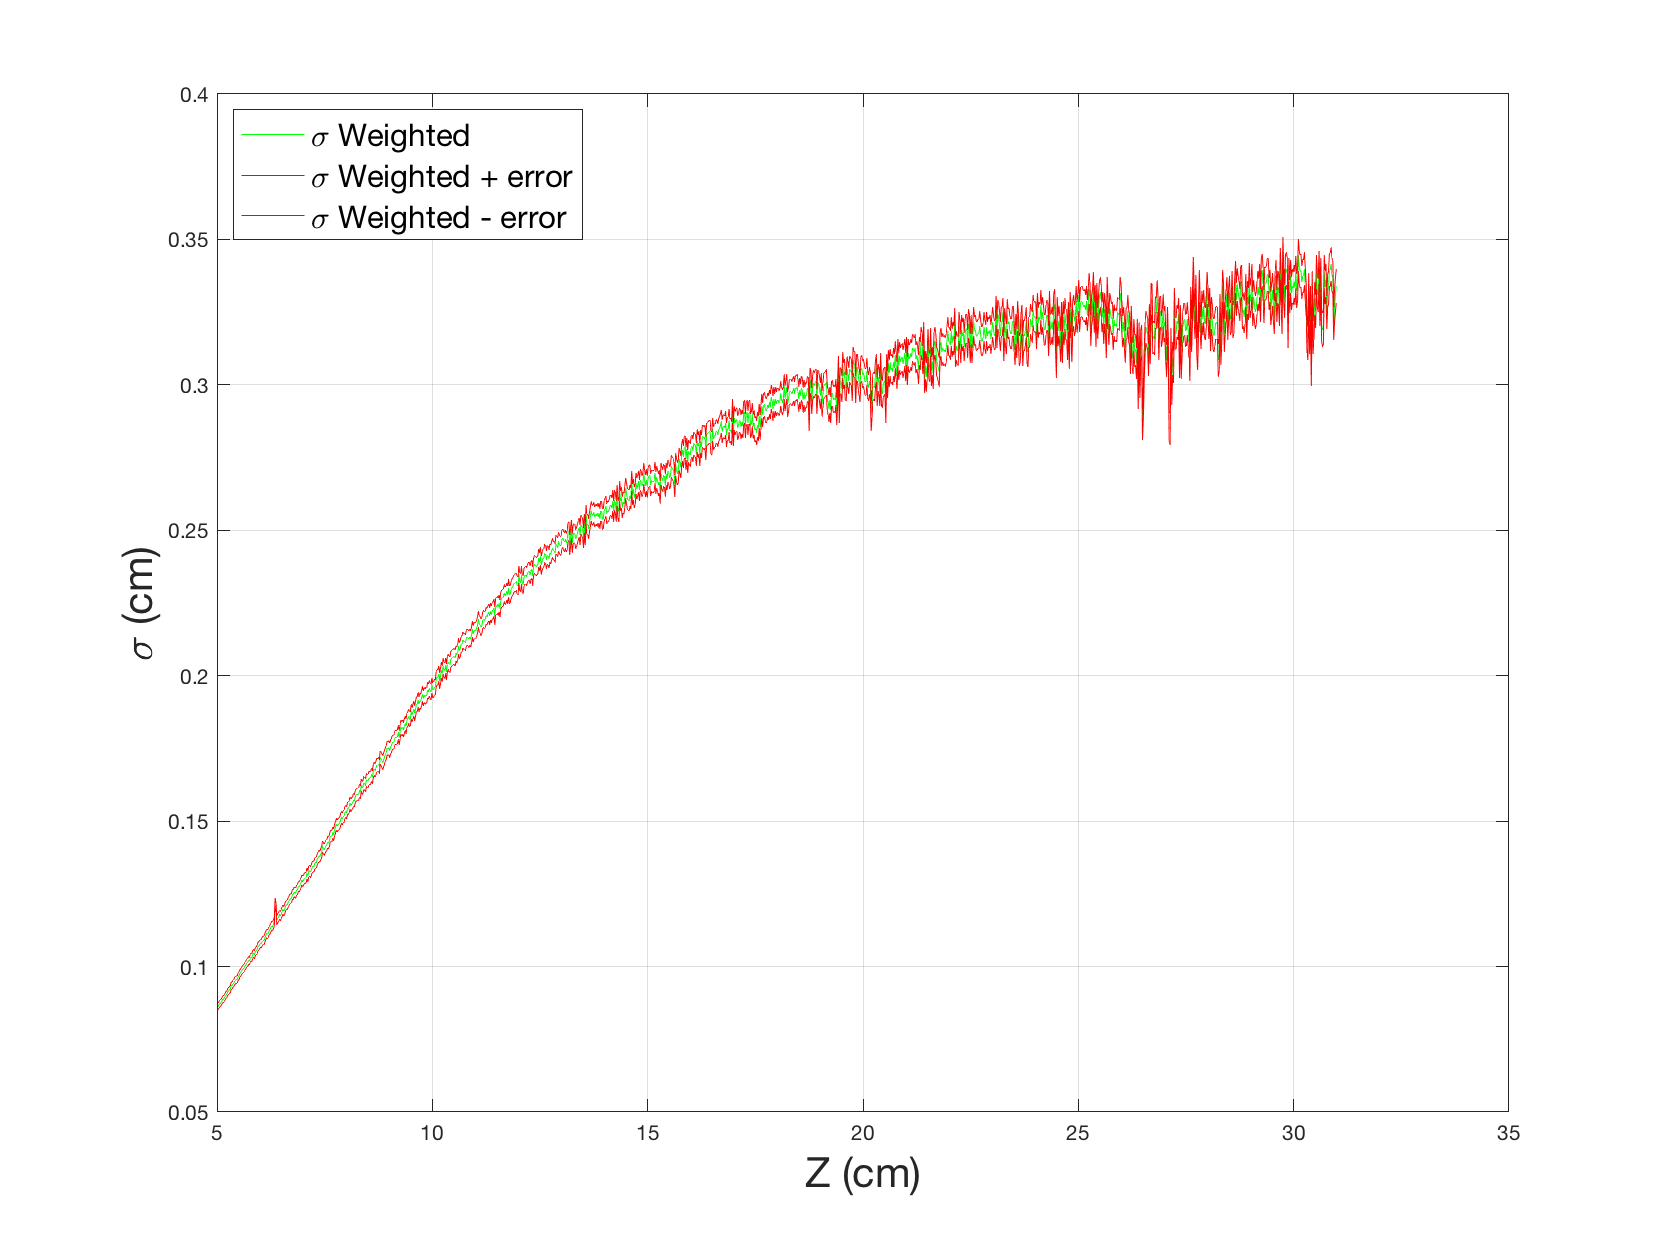 0.4
0.35
0.3
0.25
0.2
0.15
0.1
0.05
σ (cm)
σ Weighted
σ Weighted + error
σ Weighted - error
5 10 15 20 25 30 35
Z (cm)